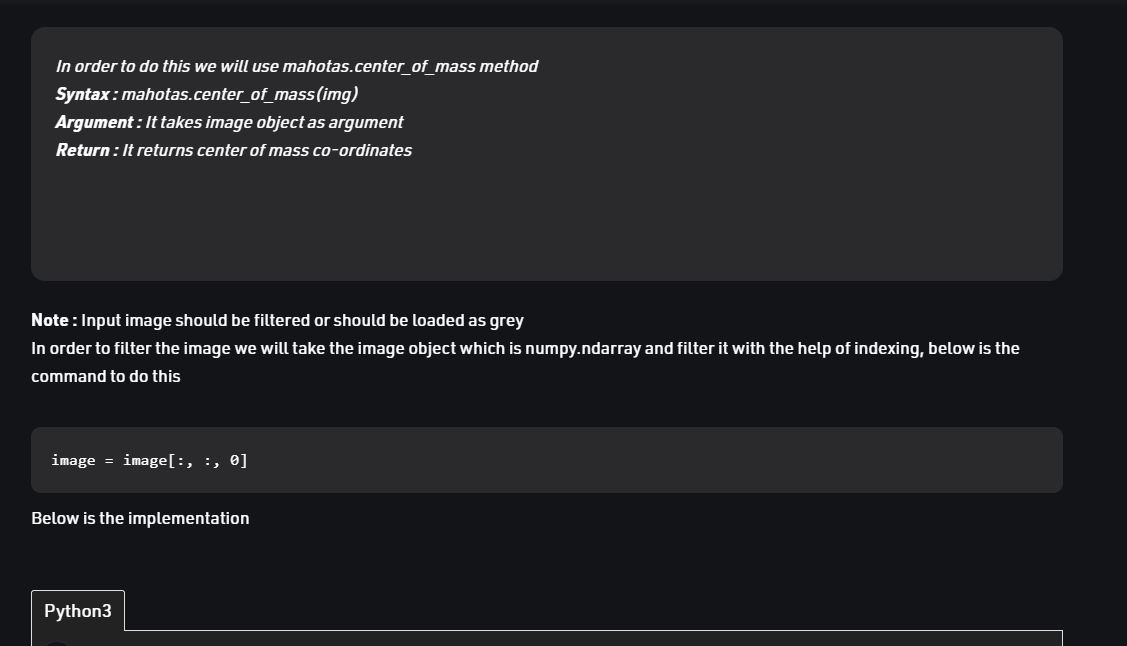 In order to do this we will use mahotas.center_of_mass method
Syntax : mahotas.center_of_mass(img)
Argument : It takes image object as argument
Return : It returns center of mass co-ordinates
Note : Input image should be filtered or should be loaded as grey
In order to filter the image we will take the image object which is numpy.ndarray and filter it with the help of indexing, below is the
command to do this
image = image[:, :, 0]
Below is the implementation
Python3